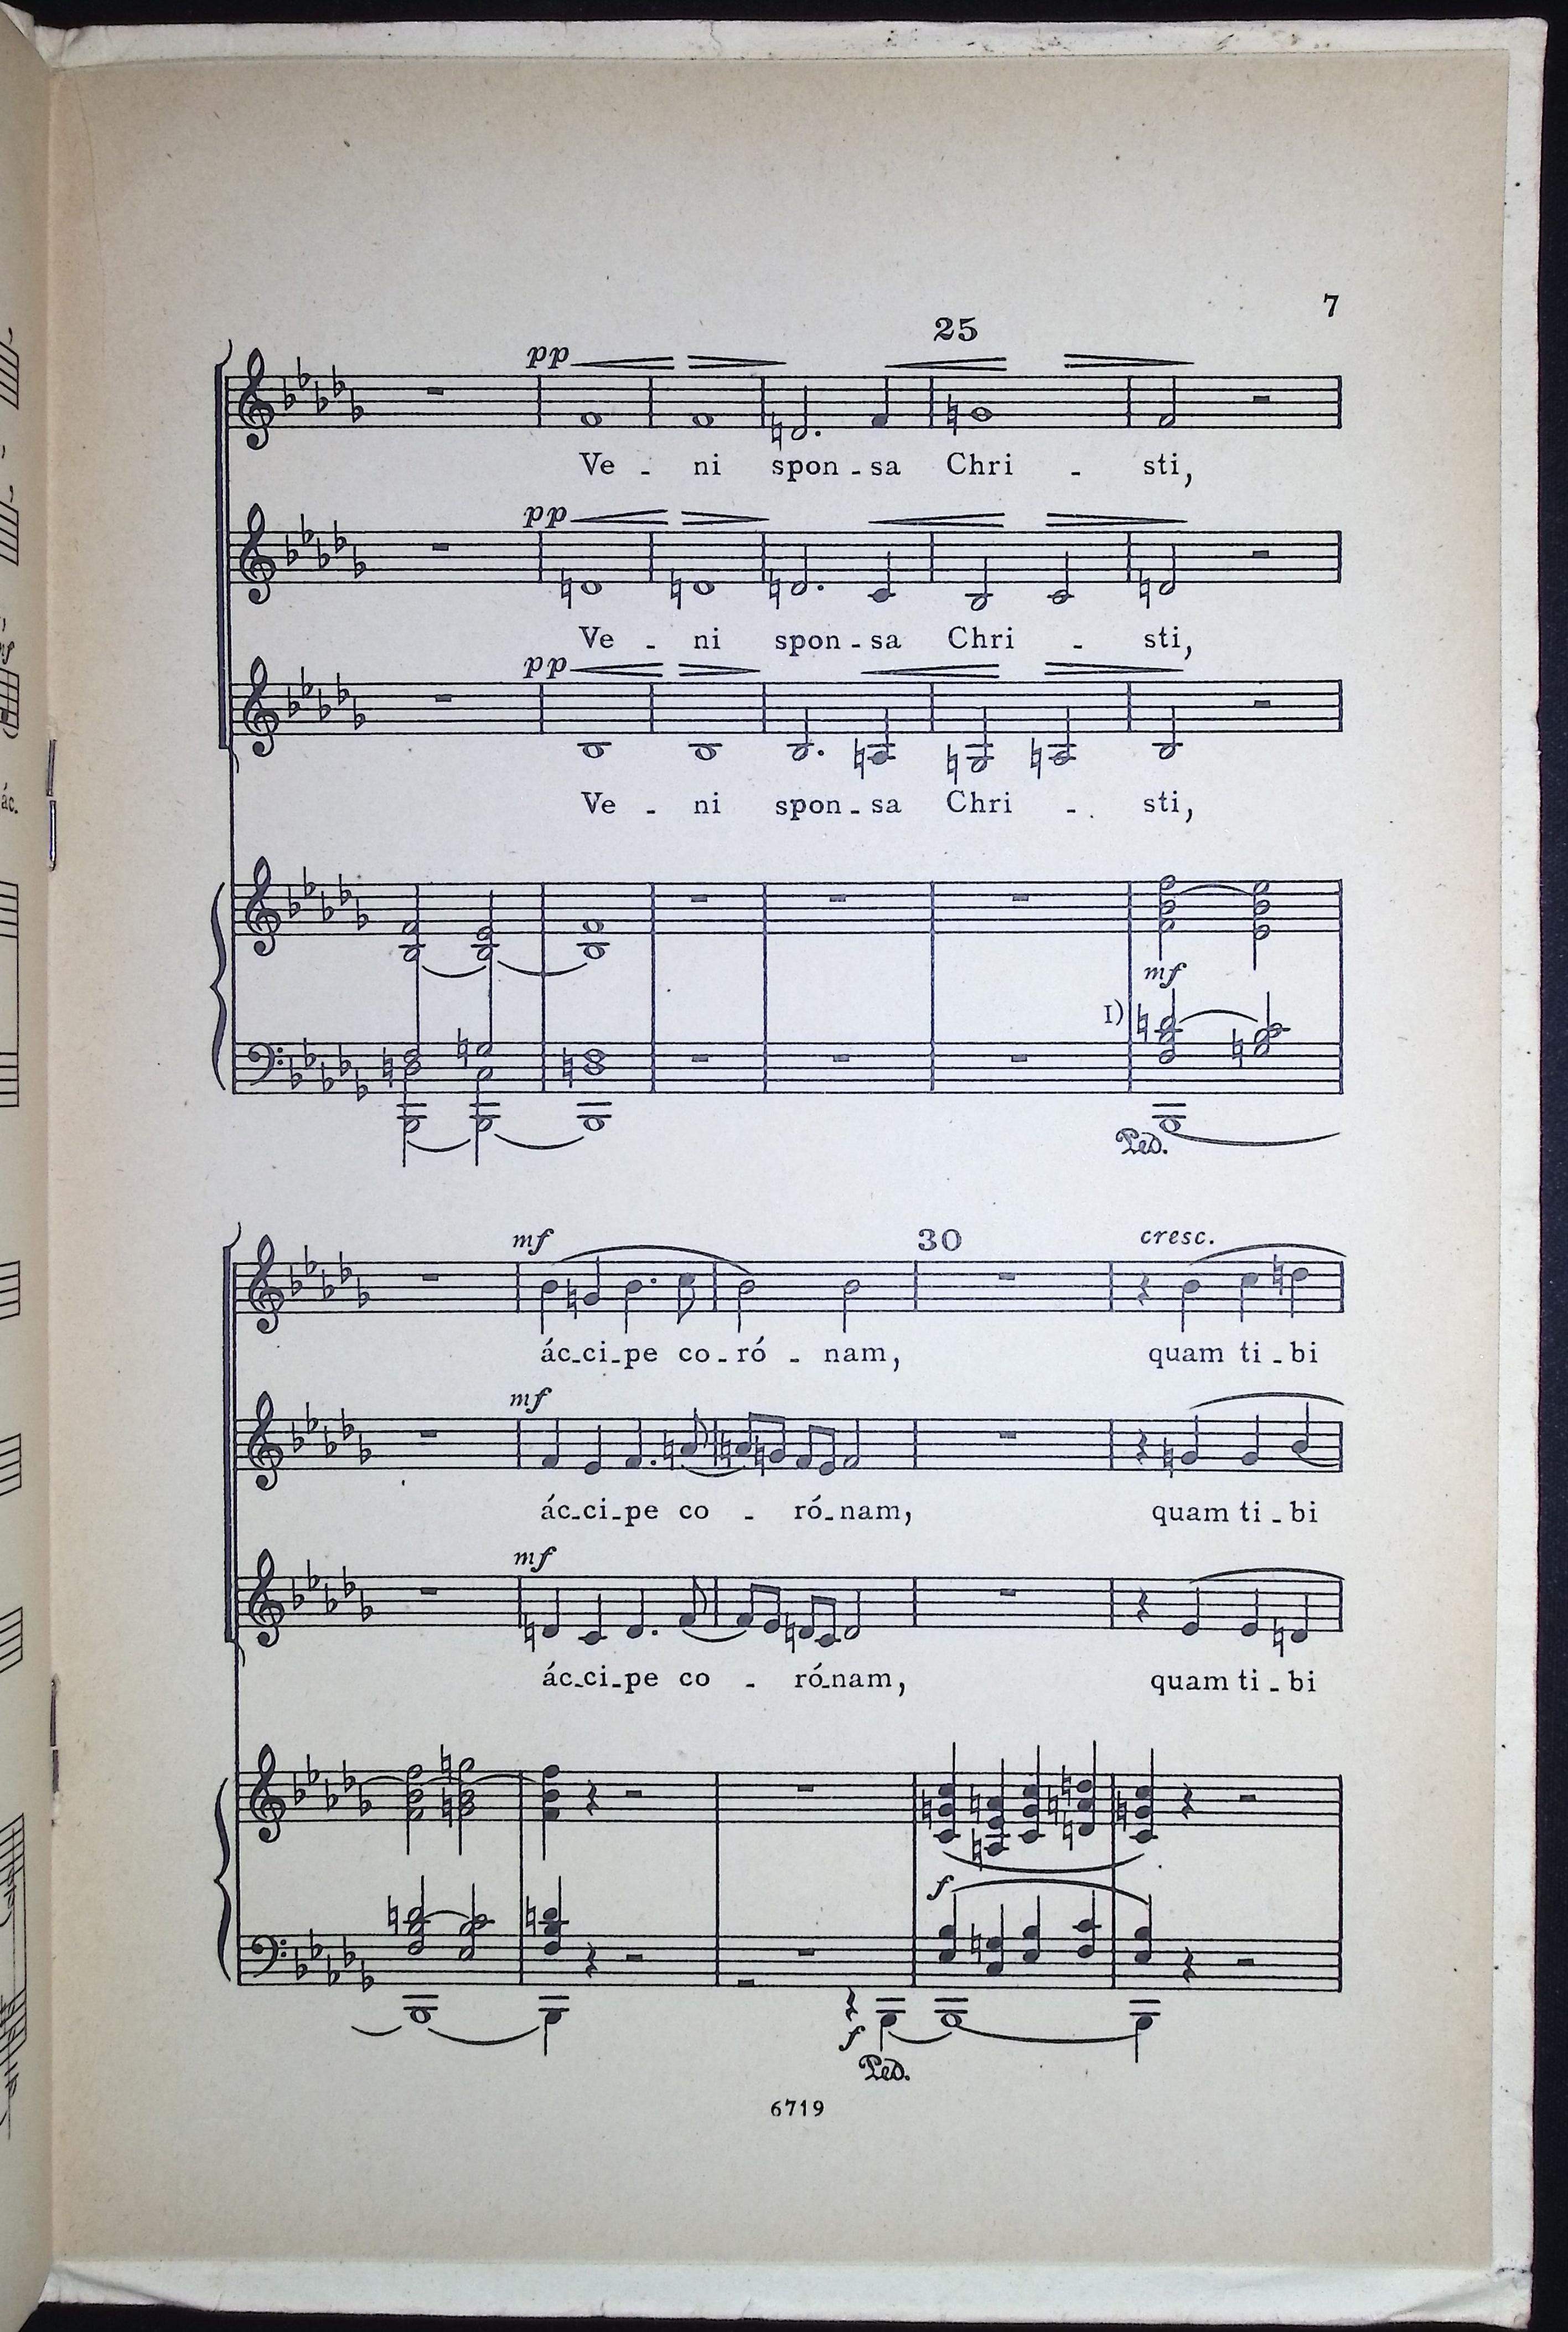 7
25
pp
Ve - ni spon - sa Chri - sti,
pp
Ve - ni spon - sa Chri - sti,
pp
Ve - ni spon - sa Chri - sti,
mf
1)
Ped.
mf
30
cresc.
ác - ci - pe co - ró - nam, quam ti - bi
mf
ác - ci - pe co - ró - nam, quam ti - bi
mf
ác - ci - pe co - ró - nam, quam ti - bi
f
f
Ped.
6719